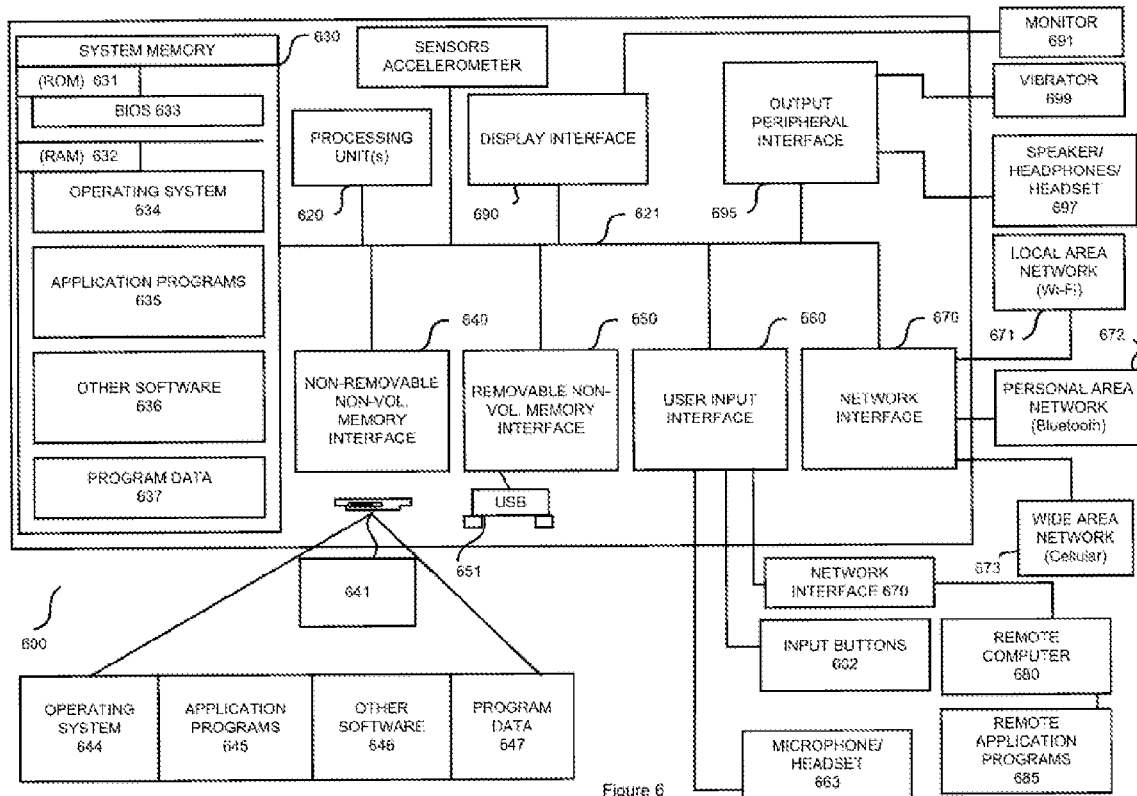 SYSTEM MEMORY
630
(ROM) 631
BIOS 633
(RAM) 632
OPERATING SYSTEM
634
APPLICATION PROGRAMS
635
OTHER SOFTWARE
636
PROGRAM DATA
637
SENSORS
ACCELEROMETER
PROCESSING
UNIT(s)
620
DISPLAY INTERFACE
690
621
OUTPUT
PERIPHERAL
INTERFACE
695
MONITOR
691
VIBRATOR
699
SPEAKER/
HEADPHONES/
HEADSET
697
LOCAL AREA
NETWORK
(Wi-Fi)
671
672
PERSONAL AREA
NETWORK
(Bluetooth)
WIDE AREA
NETWORK
(Cellular)
673
640
NON-REMOVABLE
NON-VOL.
MEMORY
INTERFACE
650
REMOVABLE NON-
VOL. MEMORY
INTERFACE
660
USER INPUT
INTERFACE
670
NETWORK
INTERFACE
USB
651
641
600
OPERATING
SYSTEM
644
APPLICATION
PROGRAMS
645
OTHER
SOFTWARE
646
PROGRAM
DATA
647
NETWORK
INTERFACE 670
INPUT BUTTONS
662
REMOTE
COMPUTER
680
MICROPHONE/
HEADSET
663
REMOTE
APPLICATION
PROGRAMS
685
Figure 6